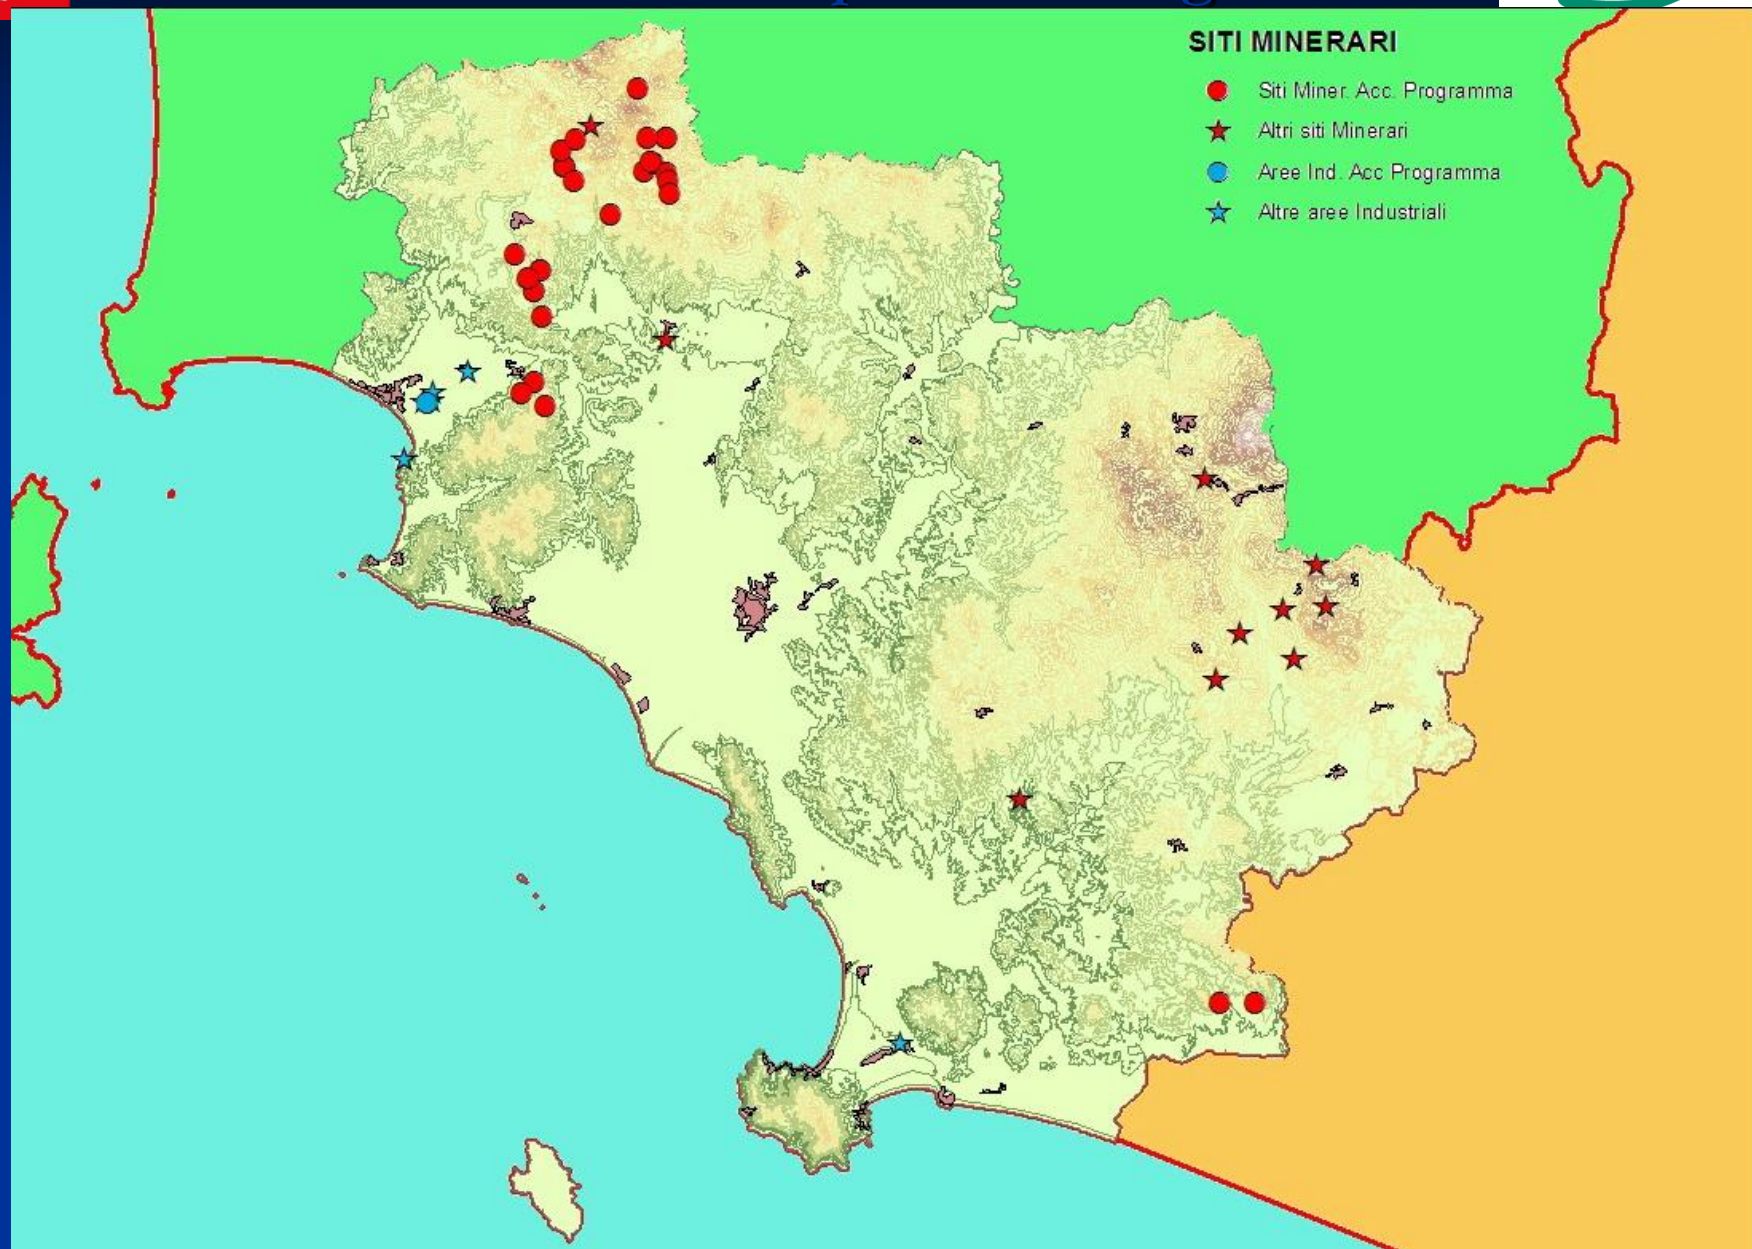 SITI MINERARI
Siti Miner. Acc. Programma
Altri siti Minerari
Aree Ind. Acc Programma
Altre aree Industriali